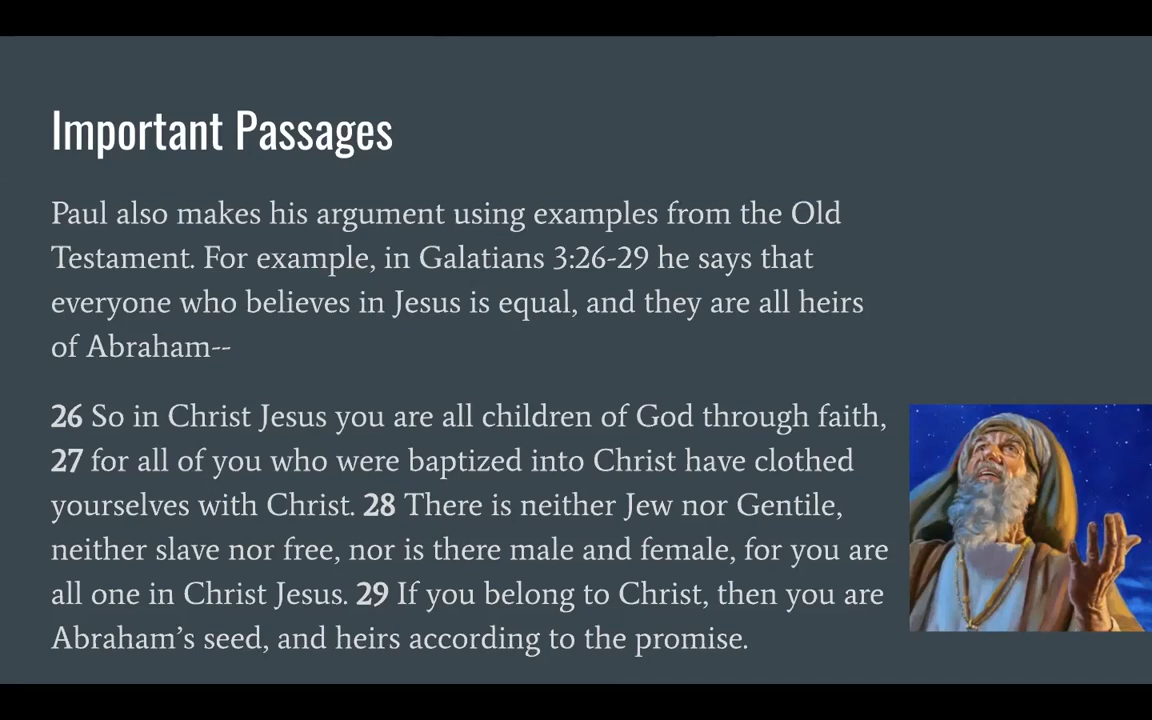 Important Passages
Paul also makes his argument using examples from the Old
Testament. For example, in Galatians 3:26-29 he says that
everyone who believes in Jesus is equal, and they are all heirs
of Abraham--
26 So in Christ Jesus you are all children of God through faith,
27 for all of you who were baptized into Christ have clothed
yourselves with Christ. 28 There is neither Jew nor Gentile,
neither slave nor free, nor is there male and female, for you are
all one in Christ Jesus. 29 If you belong to Christ, then you are
Abraham’s seed, and heirs according to the promise.